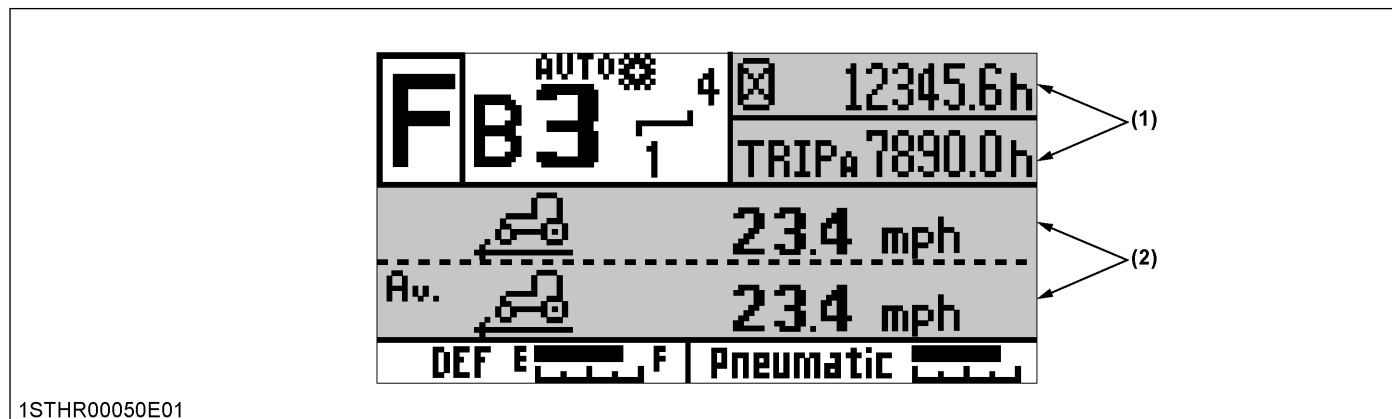 F B3 AUTO 4 1
12345.6h
TRIPA 7890.0h
(1)
23.4 mph
Av. 23.4 mph
(2)
DEF E F Pneumatic
1STHR00050E01